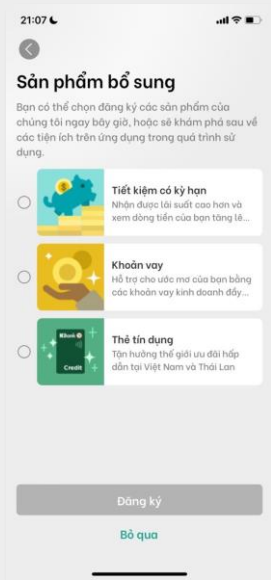 21:07
Sản phẩm bổ sung
Bạn có thể chọn đăng ký các sản phẩm của
chúng tôi ngay bây giờ, hoặc sẽ khám phá sau về
các tiện ích trên ứng dụng trong quá trình sử
dụng.
Tiết kiệm có kỳ hạn
Nhận được lãi suất cao hơn và
xem dòng tiền của bạn tăng lê...
Khoản vay
Hỗ trợ cho ước mơ của bạn bằng
các khoản vay kinh doanh đầy...
KBank
Credit
Thẻ tín dụng
Tận hưởng thế giới ưu đãi hấp
dẫn tại Việt Nam và Thái Lan
Đăng ký
Bỏ qua